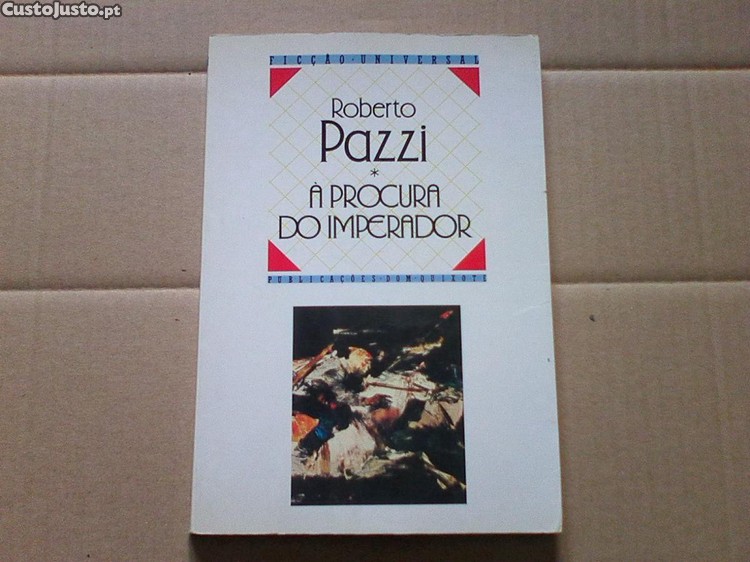 CustoJusto.pt
FICÇÃO·UNIVERSAL
Roberto
Pazzi
*
À PROCURA
DO IMPERADOR
PUBLICAÇÕES·DOM·QUIXOTE